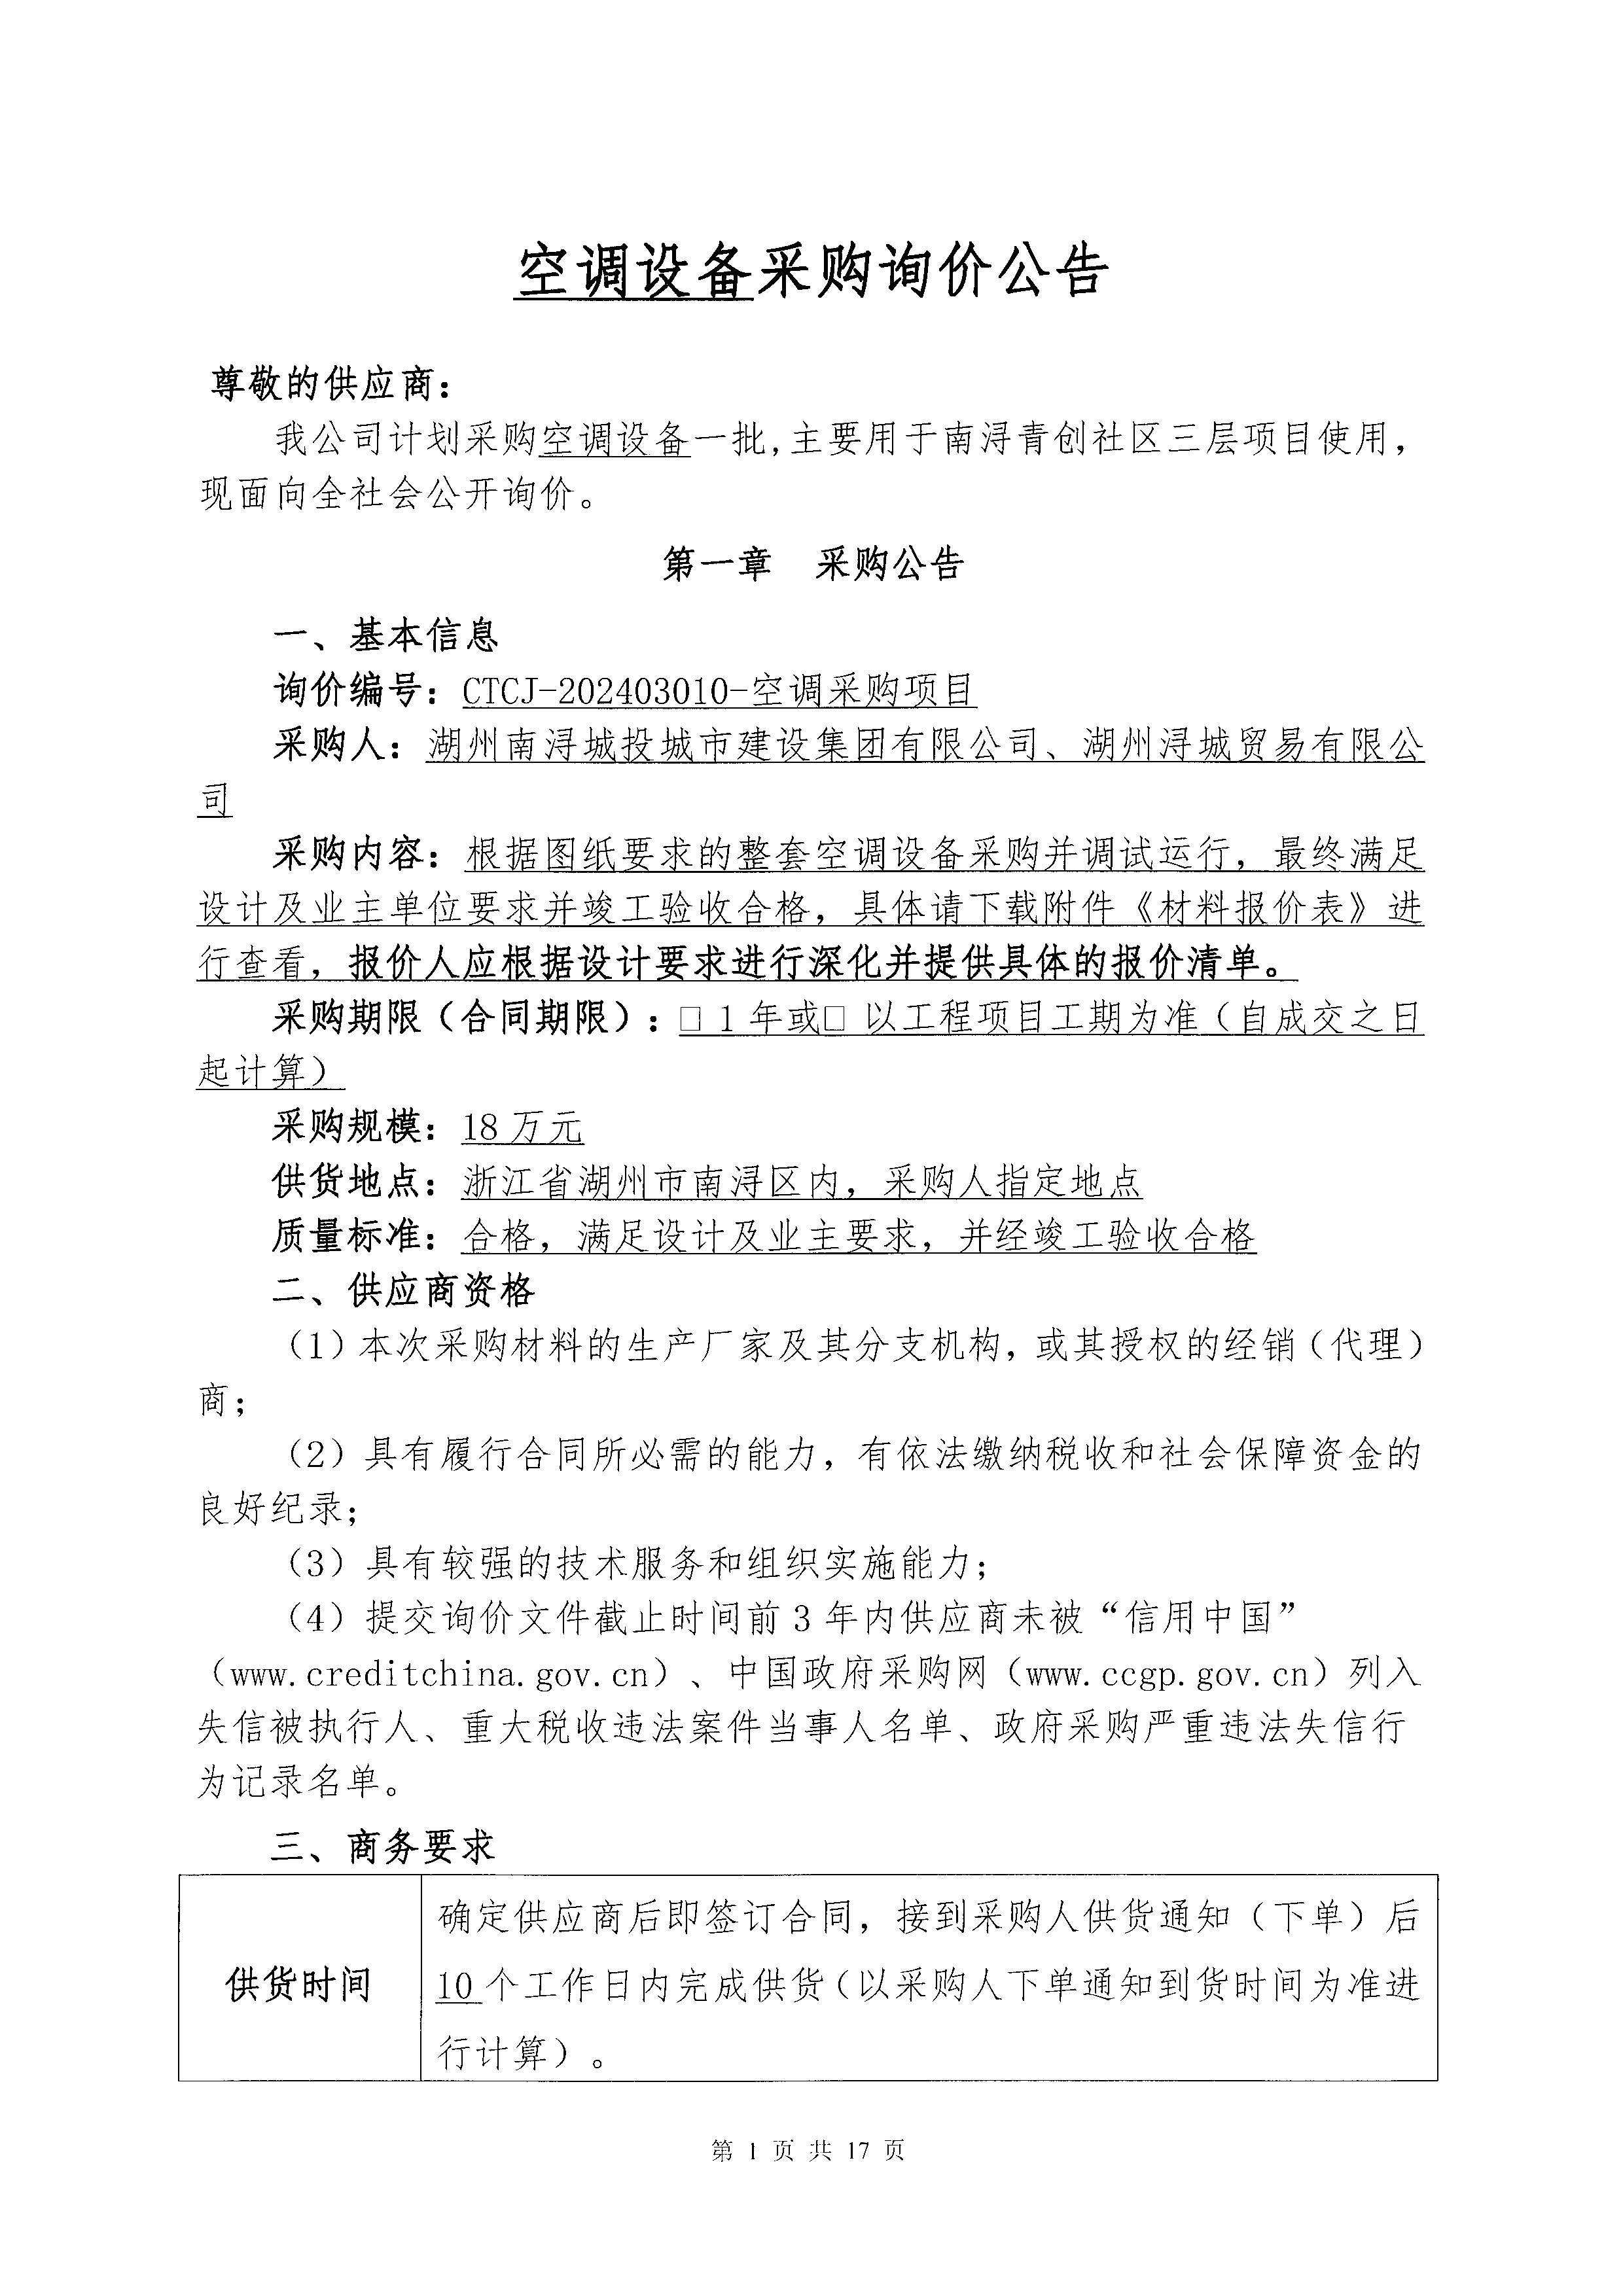 空调设备采购询价公告
尊敬的供应商：
我公司计划采购空调设备一批,主要用于南浔青创社区三层项目使用，
现面向全社会公开询价。
第一章 采购公告
一、基本信息
询价编号：CTCJ-202403010-空调采购项目
采购人：湖州南浔城投城市建设集团有限公司、湖州浔城贸易有限公
司
采购内容：根据图纸要求的整套空调设备采购并调试运行，最终满足
设计及业主单位要求并竣工验收合格，具体请下载附件《材料报价表》进
行查看，报价人应根据设计要求进行深化并提供具体的报价清单。
采购期限（合同期限）：□ 1 年或□ 以工程项目工期为准（自成交之日
起计算）
采购规模：18 万元
供货地点：浙江省湖州市南浔区内，采购人指定地点
质量标准：合格，满足设计及业主要求，并经竣工验收合格
二、供应商资格
（1）本次采购材料的生产厂家及其分支机构，或其授权的经销（代理）
商；
（2）具有履行合同所必需的能力，有依法缴纳税收和社会保障资金的
良好纪录；
（3）具有较强的技术服务和组织实施能力；
（4）提交询价文件截止时间前 3 年内供应商未被“信用中国”
（www.creditchina.gov.cn）、中国政府采购网（www.ccgp.gov.cn）列入
失信被执行人、重大税收违法案件当事人名单、政府采购严重违法失信行
为记录名单。
三、商务要求
供货时间
确定供应商后即签订合同，接到采购人供货通知（下单）后
10 个工作日内完成供货（以采购人下单通知到货时间为准进
行计算）。
第 1 页 共 17 页